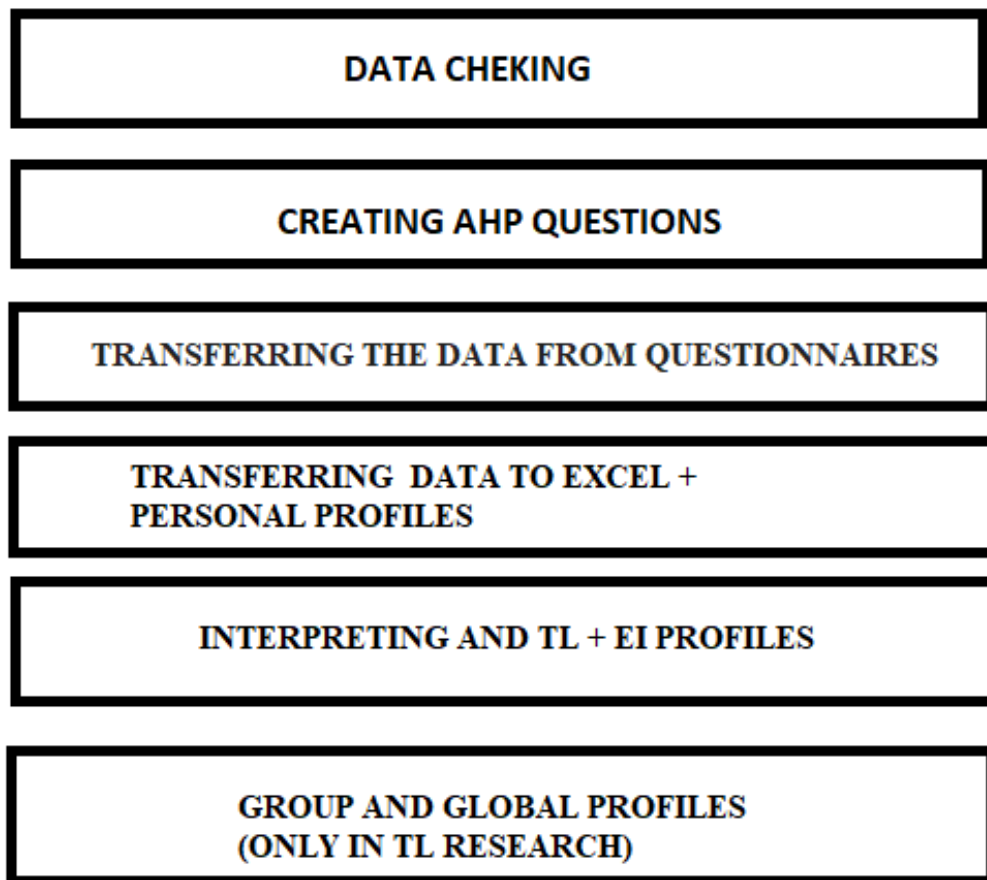 DATA CHEKING
CREATING AHP QUESTIONS
TRANSFERRING THE DATA FROM QUESTIONNAIRES
TRANSFERRING DATA TO EXCEL +
PERSONAL PROFILES
INTERPRETING AND TL + EI PROFILES
GROUP AND GLOBAL PROFILES
(ONLY IN TL RESEARCH)